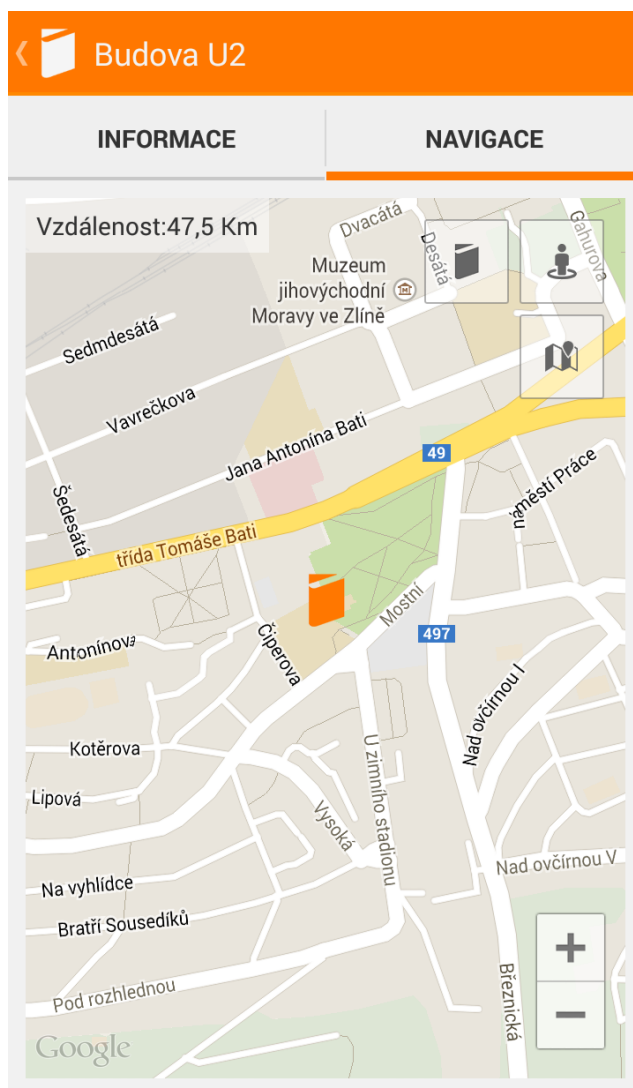 Budova U2
INFORMACE
NAVIGACE
Vzdálenost:47,5 Km
Dvacátá
Desátá
Gahurova
Muzeum
jihovýchodní
Moravy ve Zlíně
Sedmdesátá
Vavrečkova
Jana Antonína Bati
49
Šedesátá
náměstí Práce
třída Tomáše Bati
Mostní
497
Antonínova
Čiperova
Nad ovčírnou I
Kotěrova
U zimního stadionu
Lipová
Vysoká
Nad ovčírnou V
Na vyhlídce
Bratří Sousedíků
+
Březnická
Pod rozhlednou
−
Google